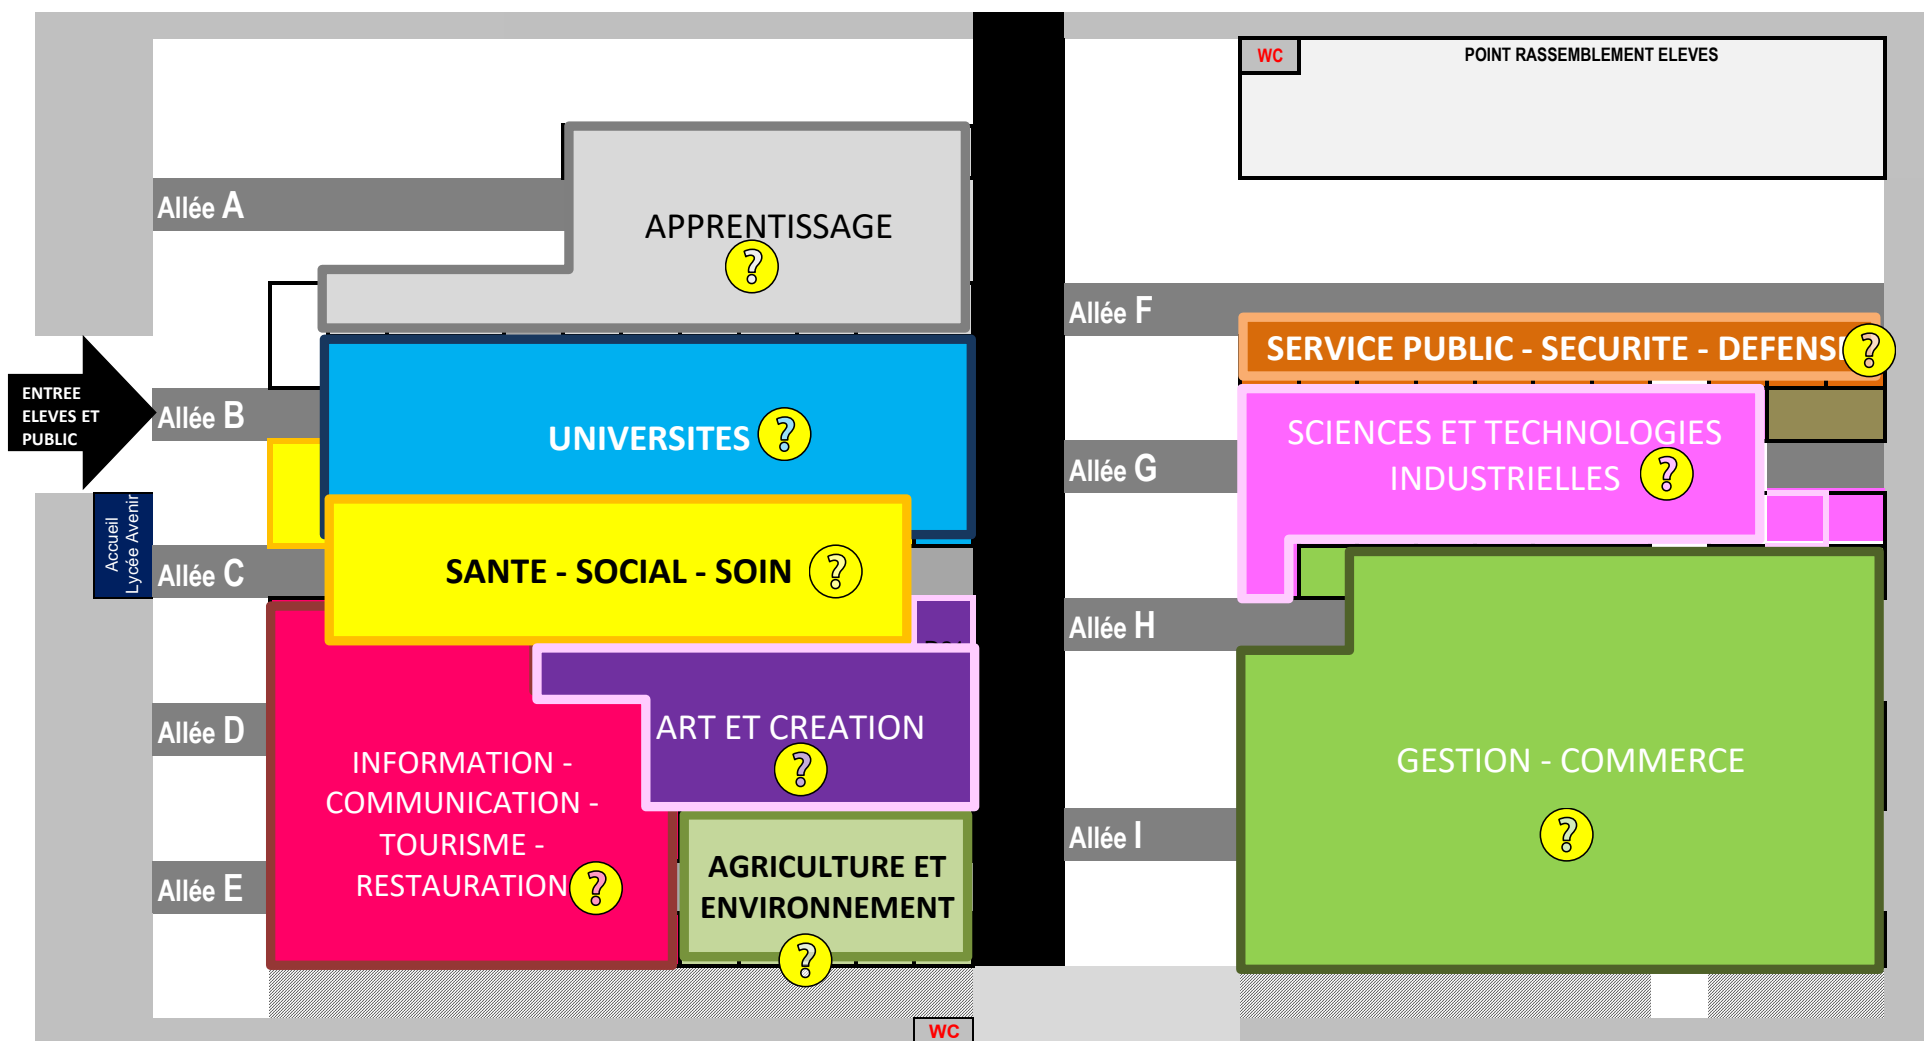 WC
POINT RASSEMBLEMENT ELEVES
Allée A
APPRENTISSAGE
?
Allée F
SERVICE PUBLIC - SECURITE - DEFENS
?
ENTREE
ELEVES ET
PUBLIC
Allée B
UNIVERSITES ?
SCIENCES ET TECHNOLOGIES
INDUSTRIELLES ?
Allée G
Accueil
Lycée Avenir
Allée C
SANTE - SOCIAL - SOIN ?
Allée H
Allée D
ART ET CREATION
?
INFORMATION -
COMMUNICATION -
TOURISME -
RESTAURATION ?
GESTION - COMMERCE
?
Allée I
Allée E
AGRICULTURE ET
ENVIRONNEMENT
?
WC